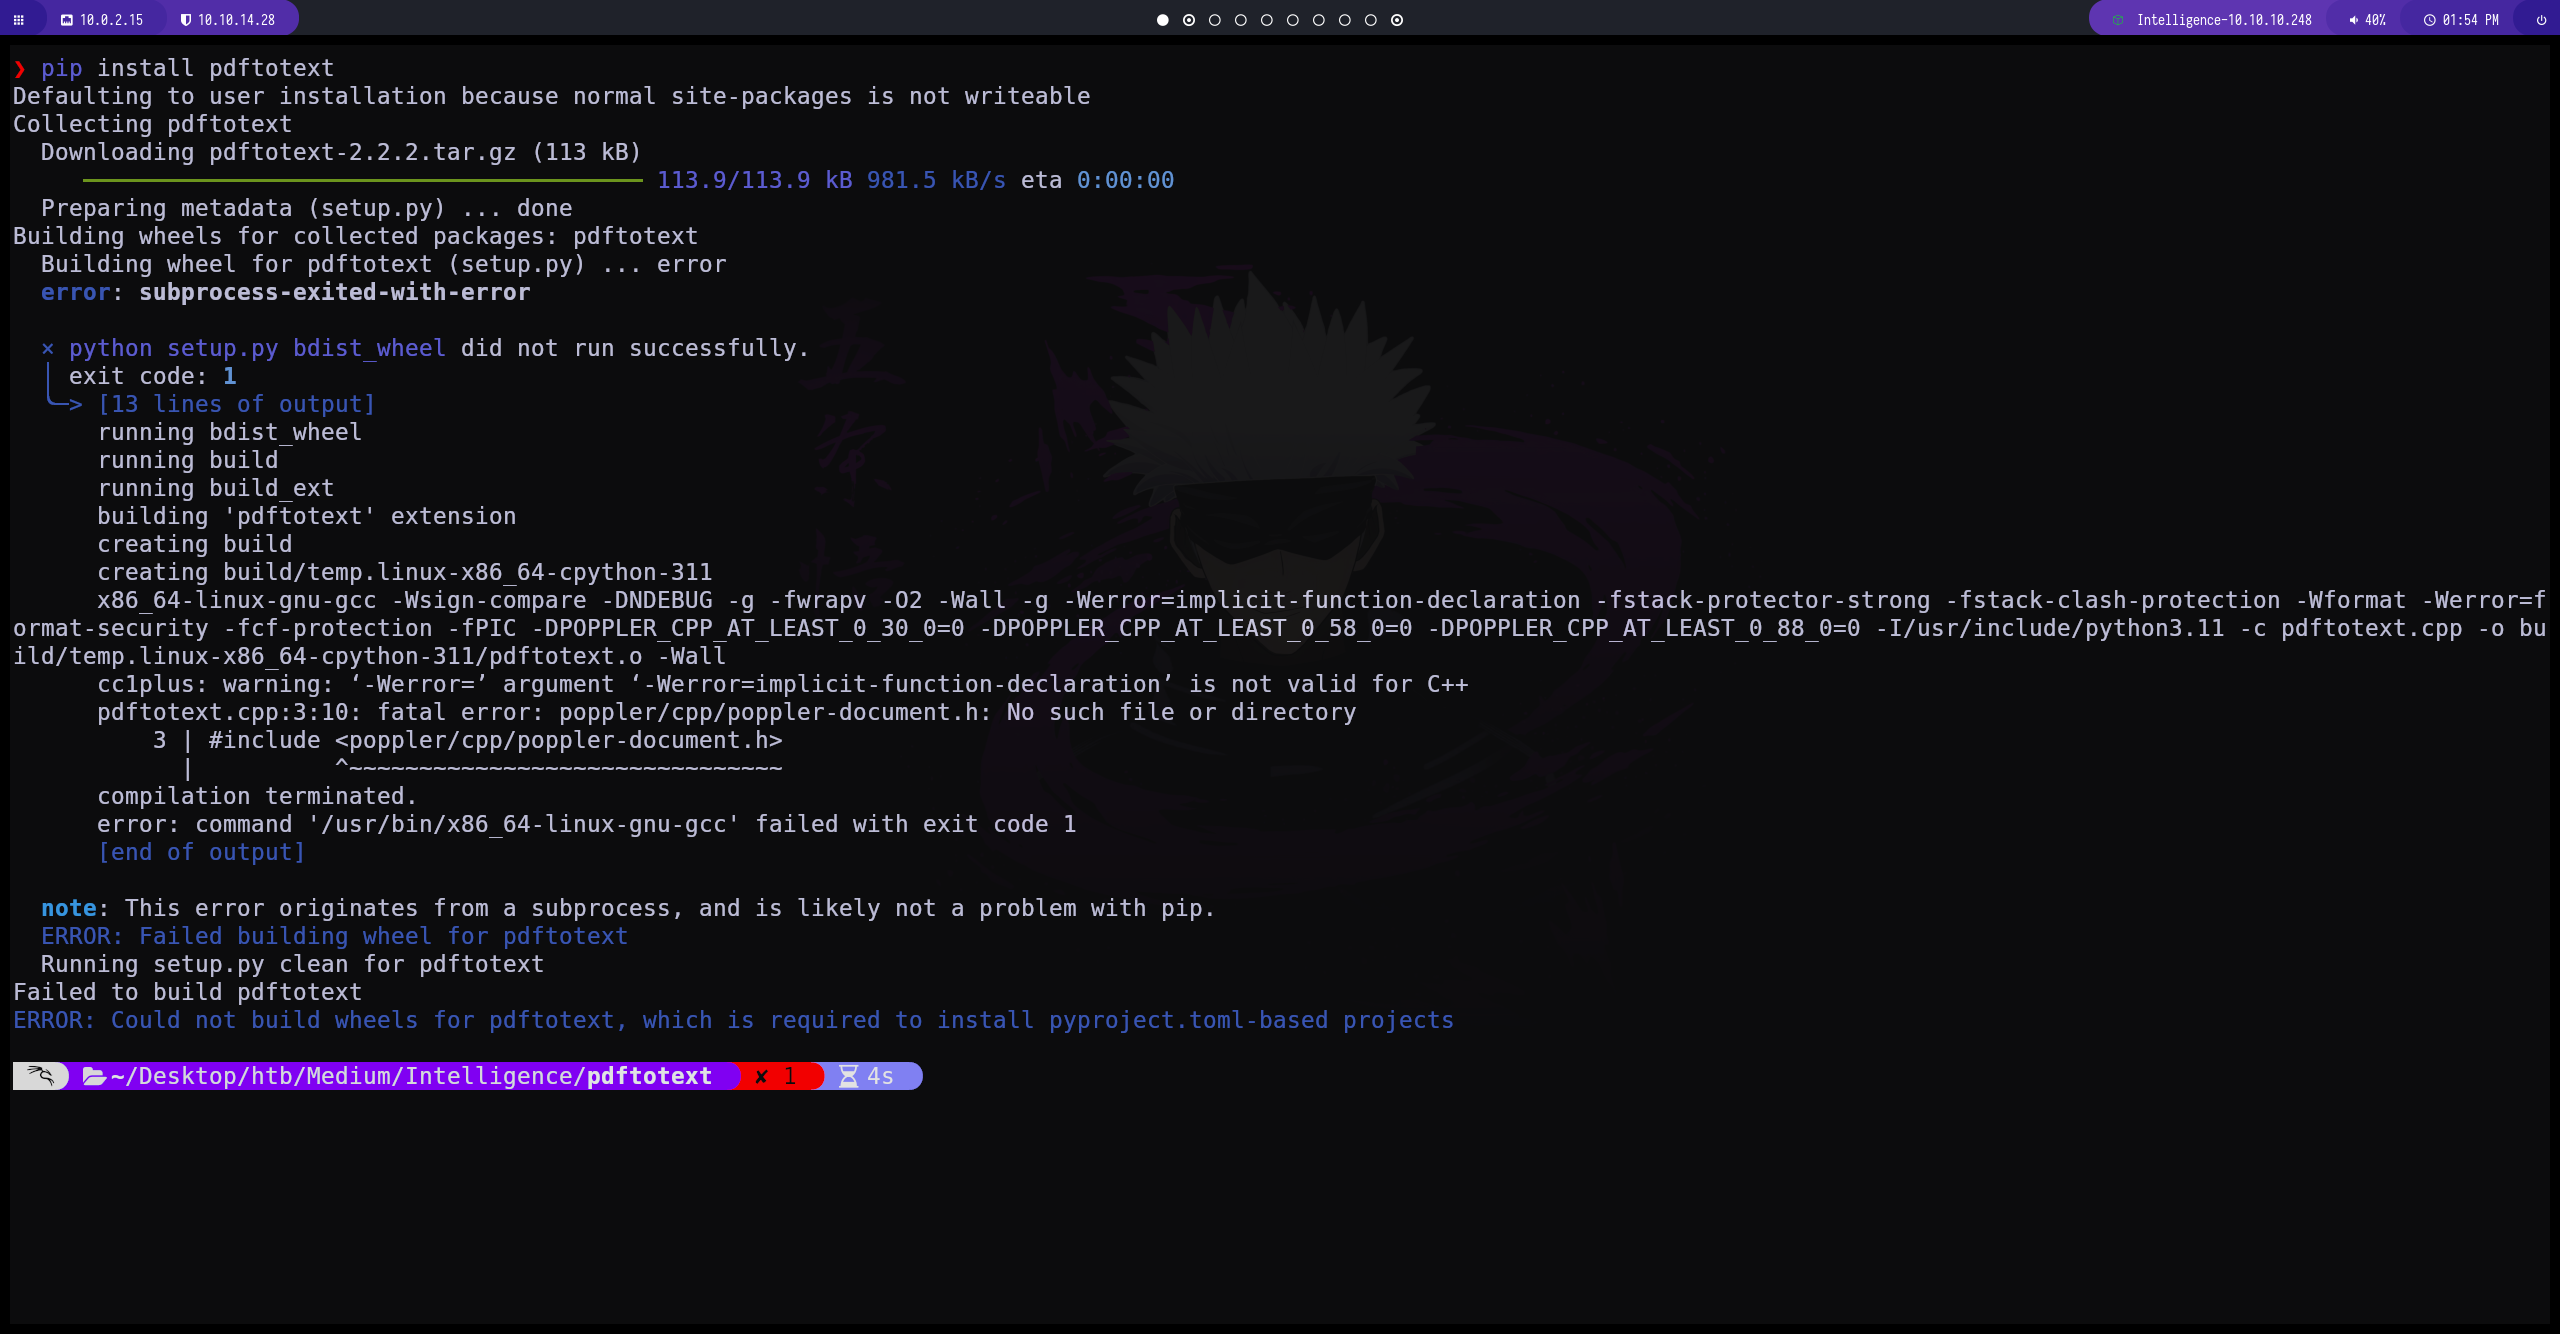 10.0.2.15 10.10.14.28 Intelligence-10.10.10.248 40% 01:54 PM
❯ pip install pdftotext
Defaulting to user installation because normal site-packages is not writeable
Collecting pdftotext
  Downloading pdftotext-2.2.2.tar.gz (113 kB)
     ━━━━━━━━━━━━━━━━━━━━━━━━━━━━━━━━━━━━━━━━ 113.9/113.9 kB 981.5 kB/s eta 0:00:00
  Preparing metadata (setup.py) ... done
Building wheels for collected packages: pdftotext
  Building wheel for pdftotext (setup.py) ... error
  error: subprocess-exited-with-error
  × python setup.py bdist_wheel did not run successfully.
  │ exit code: 1
  ╰─> [13 lines of output]
      running bdist_wheel
      running build
      running build_ext
      building 'pdftotext' extension
      creating build
      creating build/temp.linux-x86_64-cpython-311
      x86_64-linux-gnu-gcc -Wsign-compare -DNDEBUG -g -fwrapv -O2 -Wall -g -Werror=implicit-function-declaration -fstack-protector-strong -fstack-clash-protection -Wformat -Werror=f
ormat-security -fcf-protection -fPIC -DPOPPLER_CPP_AT_LEAST_0_30_0=0 -DPOPPLER_CPP_AT_LEAST_0_58_0=0 -DPOPPLER_CPP_AT_LEAST_0_88_0=0 -I/usr/include/python3.11 -c pdftotext.cpp -o bu
ild/temp.linux-x86_64-cpython-311/pdftotext.o -Wall
      cc1plus: warning: ‘-Werror=’ argument ‘-Werror=implicit-function-declaration’ is not valid for C++
      pdftotext.cpp:3:10: fatal error: poppler/cpp/poppler-document.h: No such file or directory
          3 | #include <poppler/cpp/poppler-document.h>
            |          ^~~~~~~~~~~~~~~~~~~~~~~~~~~~~~~~
      compilation terminated.
      error: command '/usr/bin/x86_64-linux-gnu-gcc' failed with exit code 1
      [end of output]
  note: This error originates from a subprocess, and is likely not a problem with pip.
  ERROR: Failed building wheel for pdftotext
  Running setup.py clean for pdftotext
Failed to build pdftotext
ERROR: Could not build wheels for pdftotext, which is required to install pyproject.toml-based projects
~/Desktop/htb/Medium/Intelligence/pdftotext ✘ 1 4s
五
条
悟